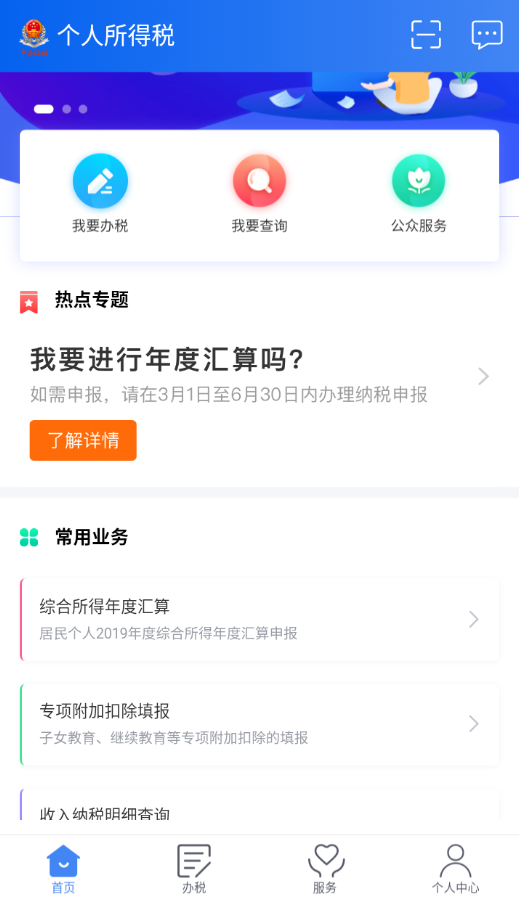 个人所得税
我要办税
我要查询
公众服务
热点专题
我要进行年度汇算吗?
如需申报，请在3月1日至6月30日内办理纳税申报
了解详情
常用业务
综合所得年度汇算
居民个人2019年度综合所得年度汇算申报
专项附加扣除填报
子女教育、继续教育等专项附加扣除的填报
收入纳税明细查询
首页
办税
服务
个人中心